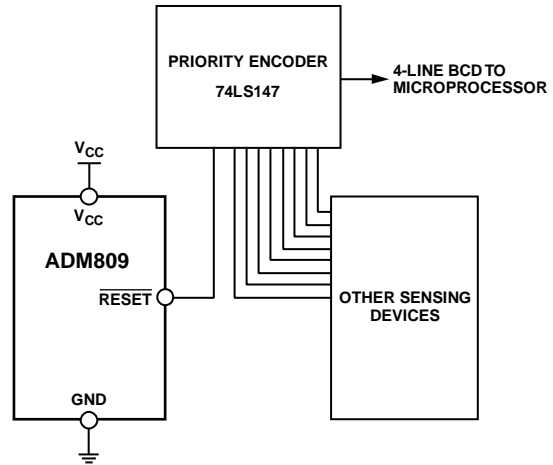 PRIORITY ENCODER
74LS147
4-LINE BCD TO
MICROPROCESSOR
VCC
VCC
ADM809
RESET
OTHER SENSING
DEVICES
GND